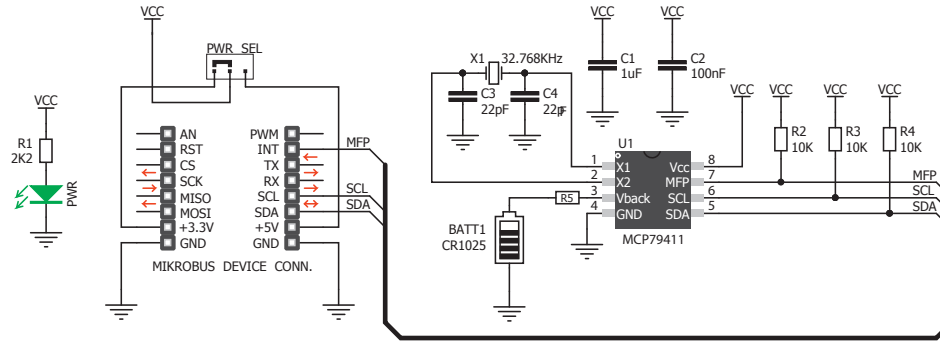 VCC
PWR SEL
VCC
R1
2K2
PWR
AN
RST
CS
SCK
MISO
MOSI
+3.3V
GND
PWM
INT
TX
RX
SCL
SDA
+5V
GND
MFP
SCL
SDA
MIKROBUS DEVICE CONN.
X1
32.768KHz
C3
22pF
C4
22pF
VCC
C1
1uF
VCC
C2
100nF
BATT1
CR1025
R5
U1
1
2
3
4
X1
X2
Vback
GND
Vcc
MFP
SCL
SDA
8
7
6
5
MCP79411
VCC
VCC
VCC
VCC
R2
10K
R3
10K
R4
10K
MFP
SCL
SDA